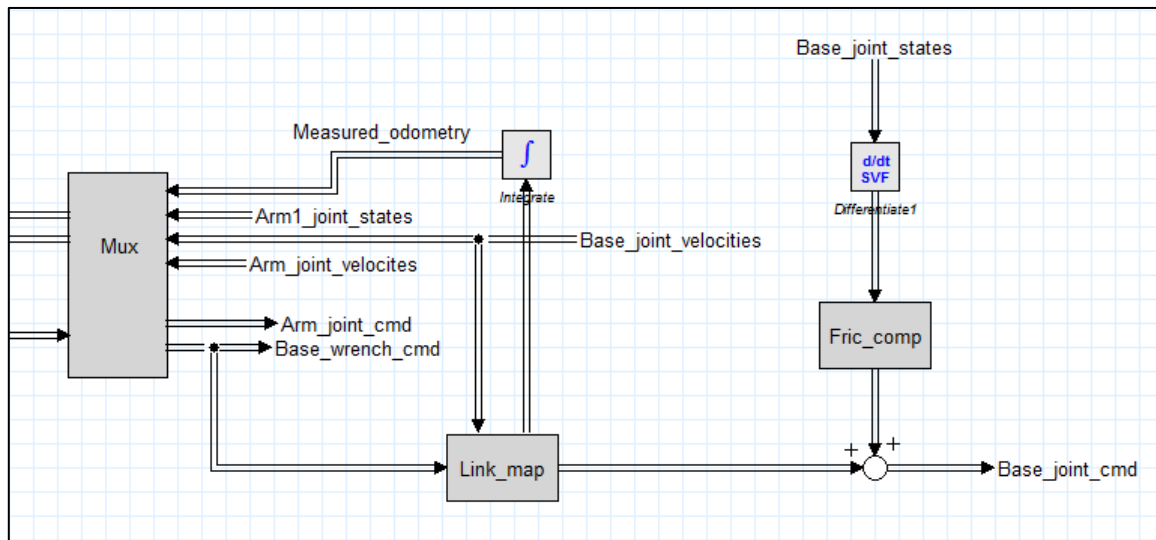 Base_joint_states
Measured_odometry
∫
Integrate
d/dt
SVF
Differentiate1
Mux
Arm1_joint_states
Base_joint_velocities
Arm_joint_velocites
Arm_joint_cmd
Base_wrench_cmd
Fric_comp
+ +
Link_map
Base_joint_cmd